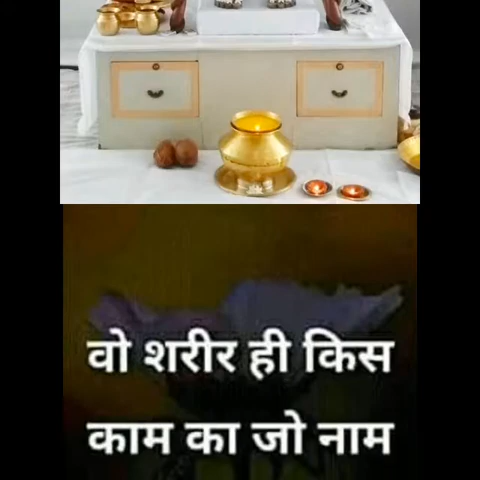 वो शरीर ही किस
काम का जो नाम